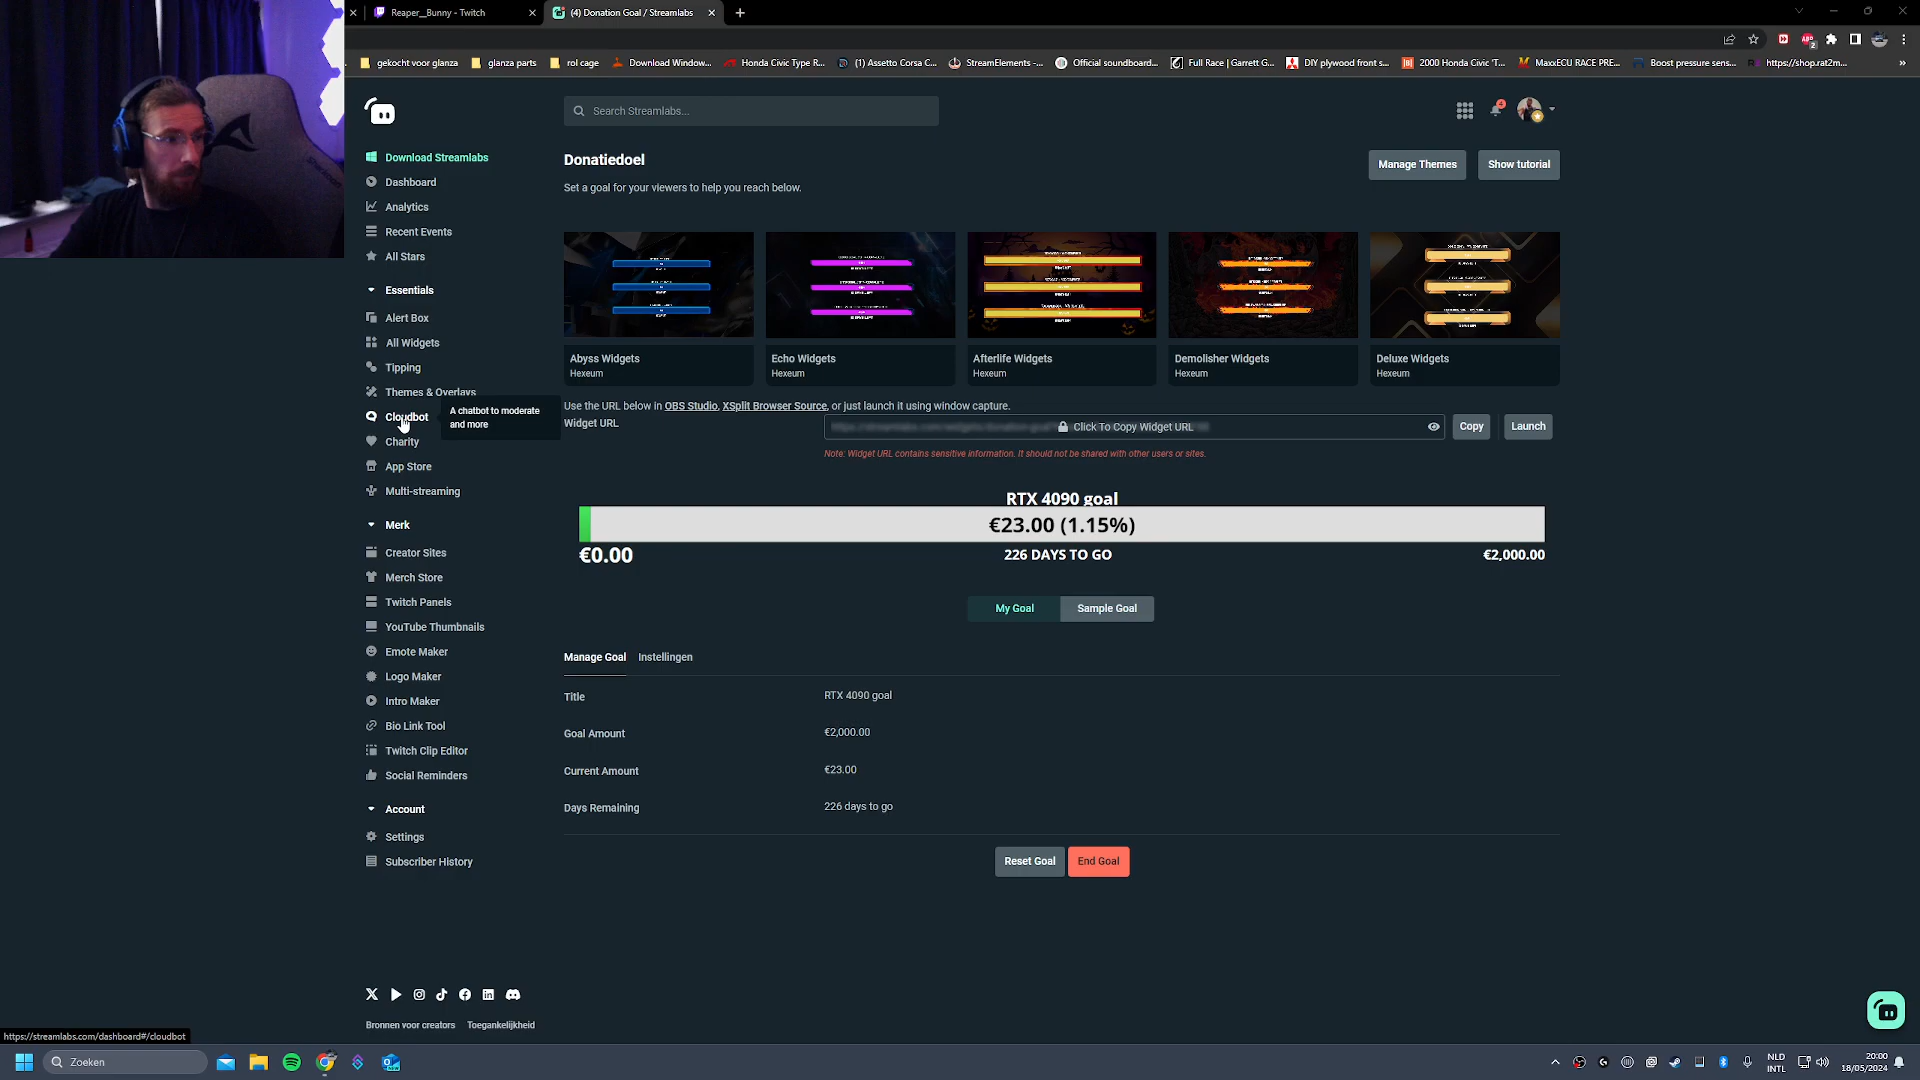 Reaper__Bunny - Twitch
(4) Donation Goal / Streamlabs
gekocht voor glanza
glanza parts
rol cage
Download Window...
Honda Civic Type R...
(1) Assetto Corsa C...
StreamElements -...
Official soundboard...
Full Race | Garrett G...
DIY plywood front s...
2000 Honda Civic 'T...
MaxxECU RACE PRE...
Boost pressure sens...
https://shop.rat2m...
»
Search Streamlabs...
4
Download Streamlabs
Dashboard
Analytics
Recent Events
All Stars
Essentials
Alert Box
All Widgets
Tipping
Themes & Overlays
Cloudbot
A chatbot to moderate
and more
Charity
App Store
Multi-streaming
Merk
Creator Sites
Merch Store
Twitch Panels
YouTube Thumbnails
Emote Maker
Logo Maker
Intro Maker
Bio Link Tool
Twitch Clip Editor
Social Reminders
Account
Settings
Subscriber History
Donatiedoel
Manage Themes
Show tutorial
Set a goal for your viewers to help you reach below.
Abyss Widgets
Hexeum
Echo Widgets
Hexeum
Afterlife Widgets
Hexeum
Demolisher Widgets
Hexeum
Deluxe Widgets
Hexeum
Use the URL below in OBS Studio, XSplit Browser Source, or just launch it using window capture.
Widget URL
Click To Copy Widget URL
Copy
Launch
Note: Widget URL contains sensitive information. It should not be shared with other users or sites.
RTX 4090 goal
€23.00 (1.15%)
€0.00
226 DAYS TO GO
€2,000.00
My Goal
Sample Goal
Manage Goal
Instellingen
Title
RTX 4090 goal
Goal Amount
€2,000.00
Current Amount
€23.00
Days Remaining
226 days to go
Reset Goal
End Goal
Bronnen voor creators
Toegankelijkheid
https://streamlabs.com/dashboard#/cloudbot
Zoeken
NLD
INTL
20:00
18/05/2024